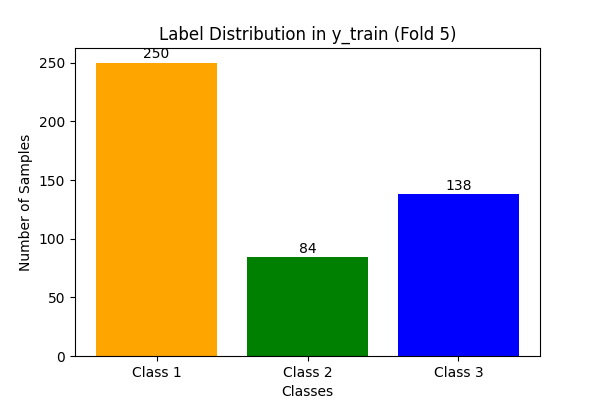 Label Distribution in y_train (Fold 5)
Number of Samples
250
200
150
100
50
0
250
84
138
Class 1
Class 2
Class 3
Classes